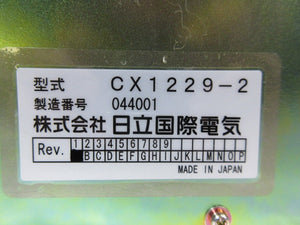 型式 CX1229-2
製造番号 044001
株式会社 日立国際電気
Rev. 1 2 3 4 5 6 7 8 9
B C D E F G H I J K L M N O P
MADE IN JAPAN